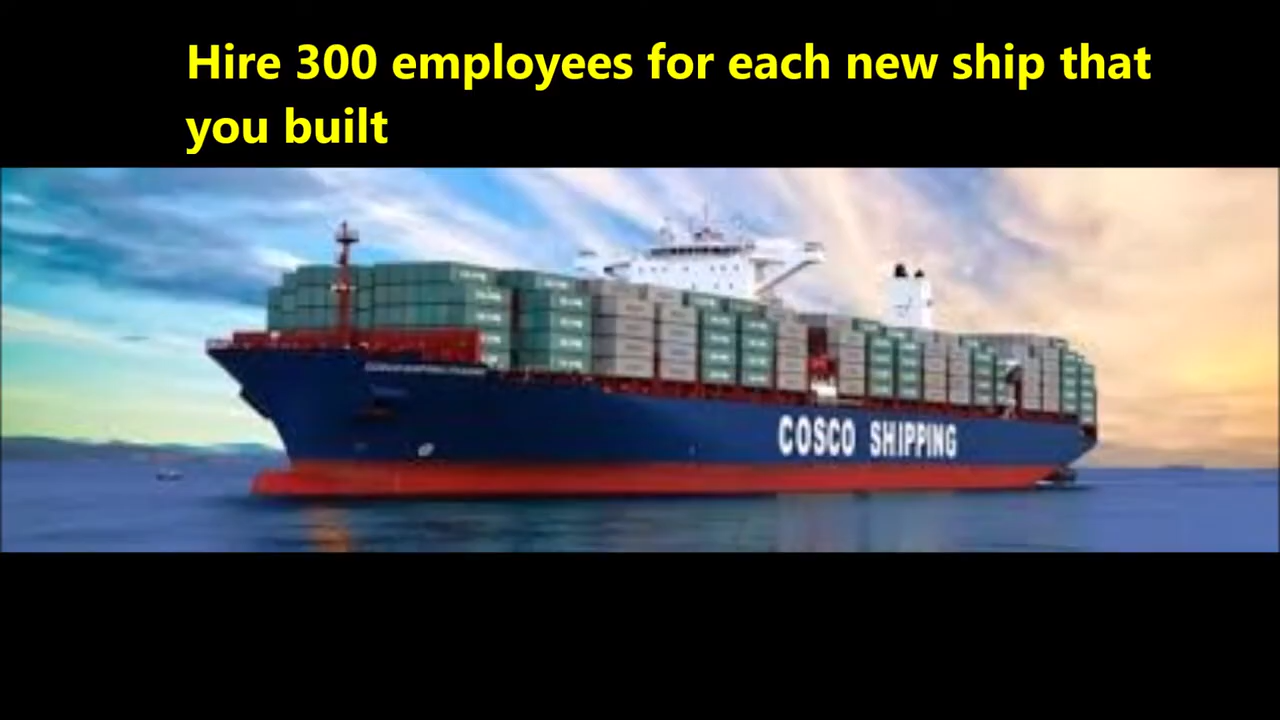 Hire 300 employees for each new ship that
you built
COSCO SHIPPING